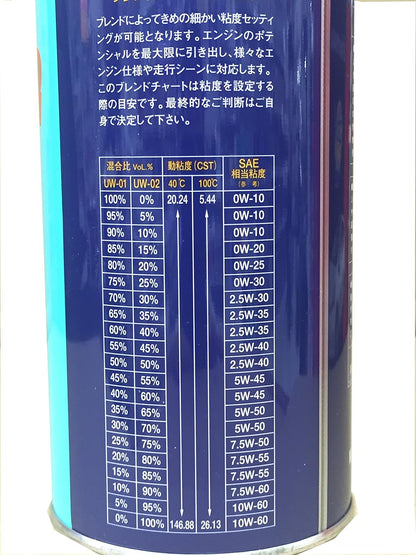 ブレンドによってきめの細かい粘度セッティ
ングが可能となります。エンジンのポテ
ンシャルを最大限に引き出し、様々なエ
ンジン仕様や走行シーンに対応します。
このブレンドチャートは粘度を設定する
際の目安です。最終的なご判断はご自
身で決定して下さい。
混合比 VoL.% 動粘度(CST) SAE 相当粘度 (参考)
UW-01 UW-02 40℃ 100℃
100% 0% 20.24 5.44 0W-10
95% 5% 0W-10
90% 10% 0W-10
85% 15% 0W-20
80% 20% 0W-25
75% 25% 0W-30
70% 30% 2.5W-30
65% 35% 2.5W-35
60% 40% 2.5W-35
55% 45% 2.5W-40
50% 50% 2.5W-40
45% 55% 5W-45
40% 60% 5W-45
35% 65% 5W-50
30% 70% 5W-50
25% 75% 7.5W-50
20% 80% 7.5W-55
15% 85% 7.5W-55
10% 90% 7.5W-60
5% 95% 10W-60
0% 100% 146.88 26.13 10W-60